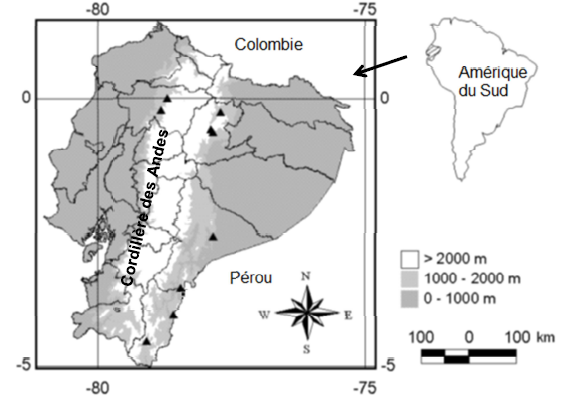 -80
-75
Colombie
0
0
Amérique
du Sud
Cordillère des Andes
Pérou
N
W
E
S
> 2000 m
1000 - 2000 m
0 - 1000 m
100
0
100 km
-5
-5
-80
-75